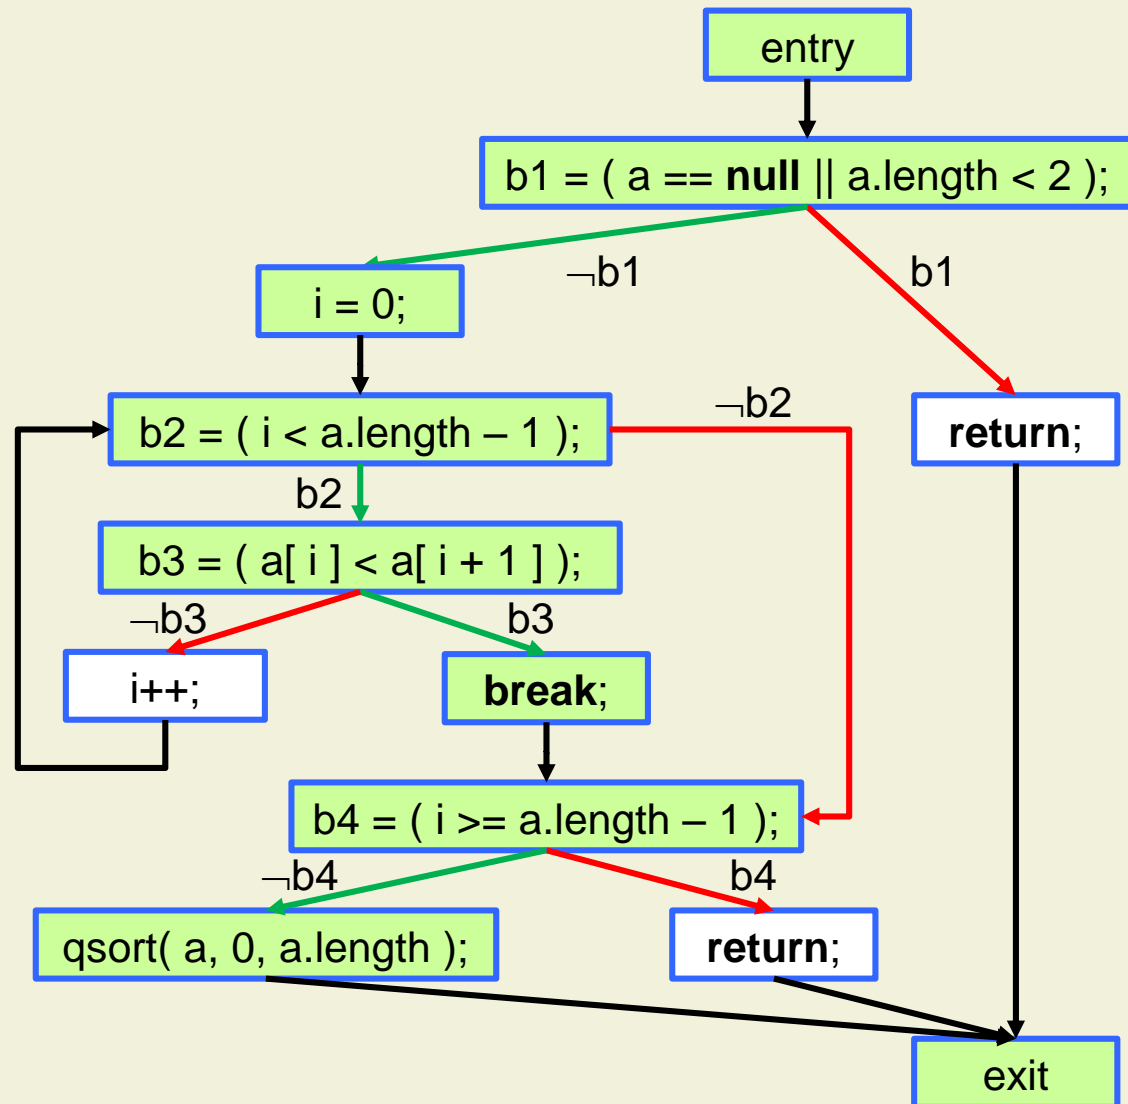 entry
b1 = ( a == null || a.length < 2 );
¬b1
b1
i = 0;
b2 = ( i < a.length – 1 );
¬b2
return;
b2
b3 = ( a[ i ] < a[ i + 1 ] );
¬b3
b3
i++;
break;
b4 = ( i >= a.length – 1 );
¬b4
b4
qsort( a, 0, a.length );
return;
exit